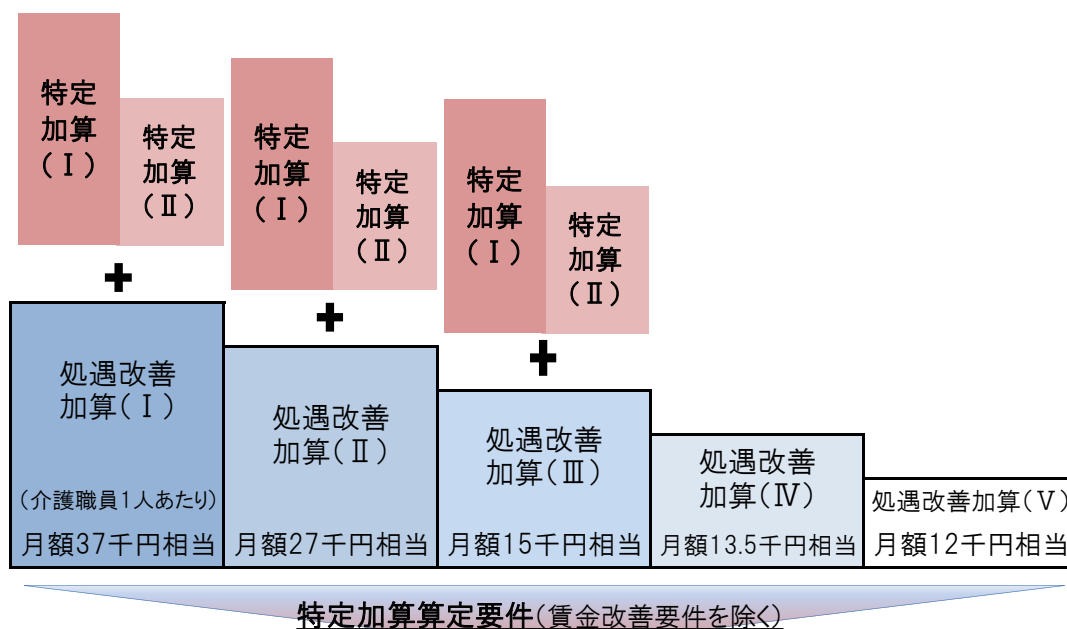 特定
加算
(Ⅰ)
特定
加算
(Ⅱ)
特定
加算
(Ⅰ)
特定
加算
(Ⅱ)
特定
加算
(Ⅰ)
特定
加算
(Ⅱ)
+
+
+
処遇改善
加算(Ⅰ)
(介護職員1人あたり)
月額37千円相当
処遇改善
加算(Ⅱ)
月額27千円相当
処遇改善
加算(Ⅲ)
月額15千円相当
処遇改善
加算(Ⅳ)
月額13.5千円相当
処遇改善加算(Ⅴ)
月額12千円相当
特定加算算定要件(賃金改善要件を除く)